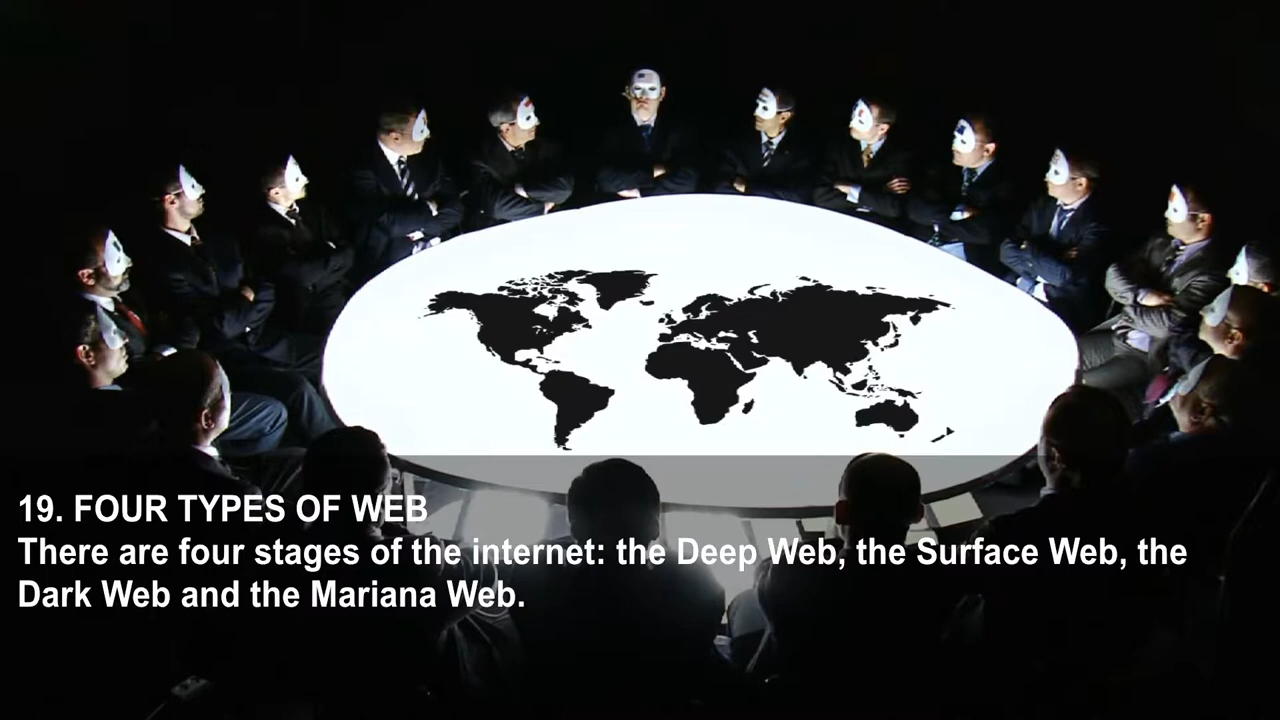 19. FOUR TYPES OF WEB
There are four stages of the internet: the Deep Web, the Surface Web, the
Dark Web and the Mariana Web.